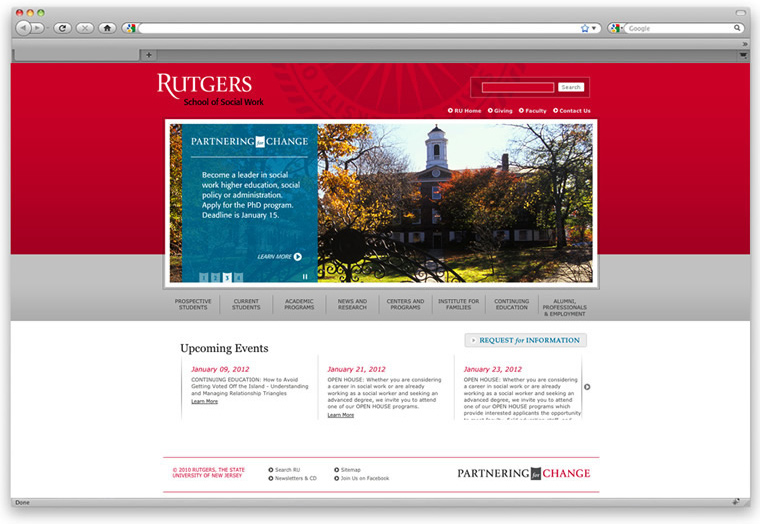 Google
RUTGERS
School of Social Work
Search
RU Home Giving Faculty Contact Us
PARTNERING for CHANGE
Become a leader in social
work higher education, social
policy or administration.
Apply for the PhD program.
Deadline is January 15.
LEARN MORE
1 2 3 4
PROSPECTIVE
STUDENTS
CURRENT
STUDENTS
ACADEMIC
PROGRAMS
NEWS AND
RESEARCH
CENTERS AND
PROGRAMS
INSTITUTE FOR
FAMILIES
CONTINUING
EDUCATION
ALUMNI,
PROFESSIONALS
& EMPLOYMENT
REQUEST for INFORMATION
Upcoming Events
January 09, 2012
CONTINUING EDUCATION: How to Avoid
Getting Voted Off the Island - Understanding
and Managing Relationship Triangles
Learn More
January 21, 2012
OPEN HOUSE: Whether you are considering
a career in social work or are already
working as a social worker and seeking an
advanced degree, we invite you to attend
one of our OPEN HOUSE programs.
Learn More
January 23, 2012
OPEN HOUSE: Whether you are considering
a career in social work or are already
working as a social worker and seeking an
advanced degree, we invite you to attend
one of our OPEN HOUSE programs which
provide interested applicants the opportunity
© 2010 RUTGERS, THE STATE
UNIVERSITY OF NEW JERSEY
Search RU
Newsletters & CD
Sitemap
Join Us on Facebook
PARTNERING for CHANGE
Done